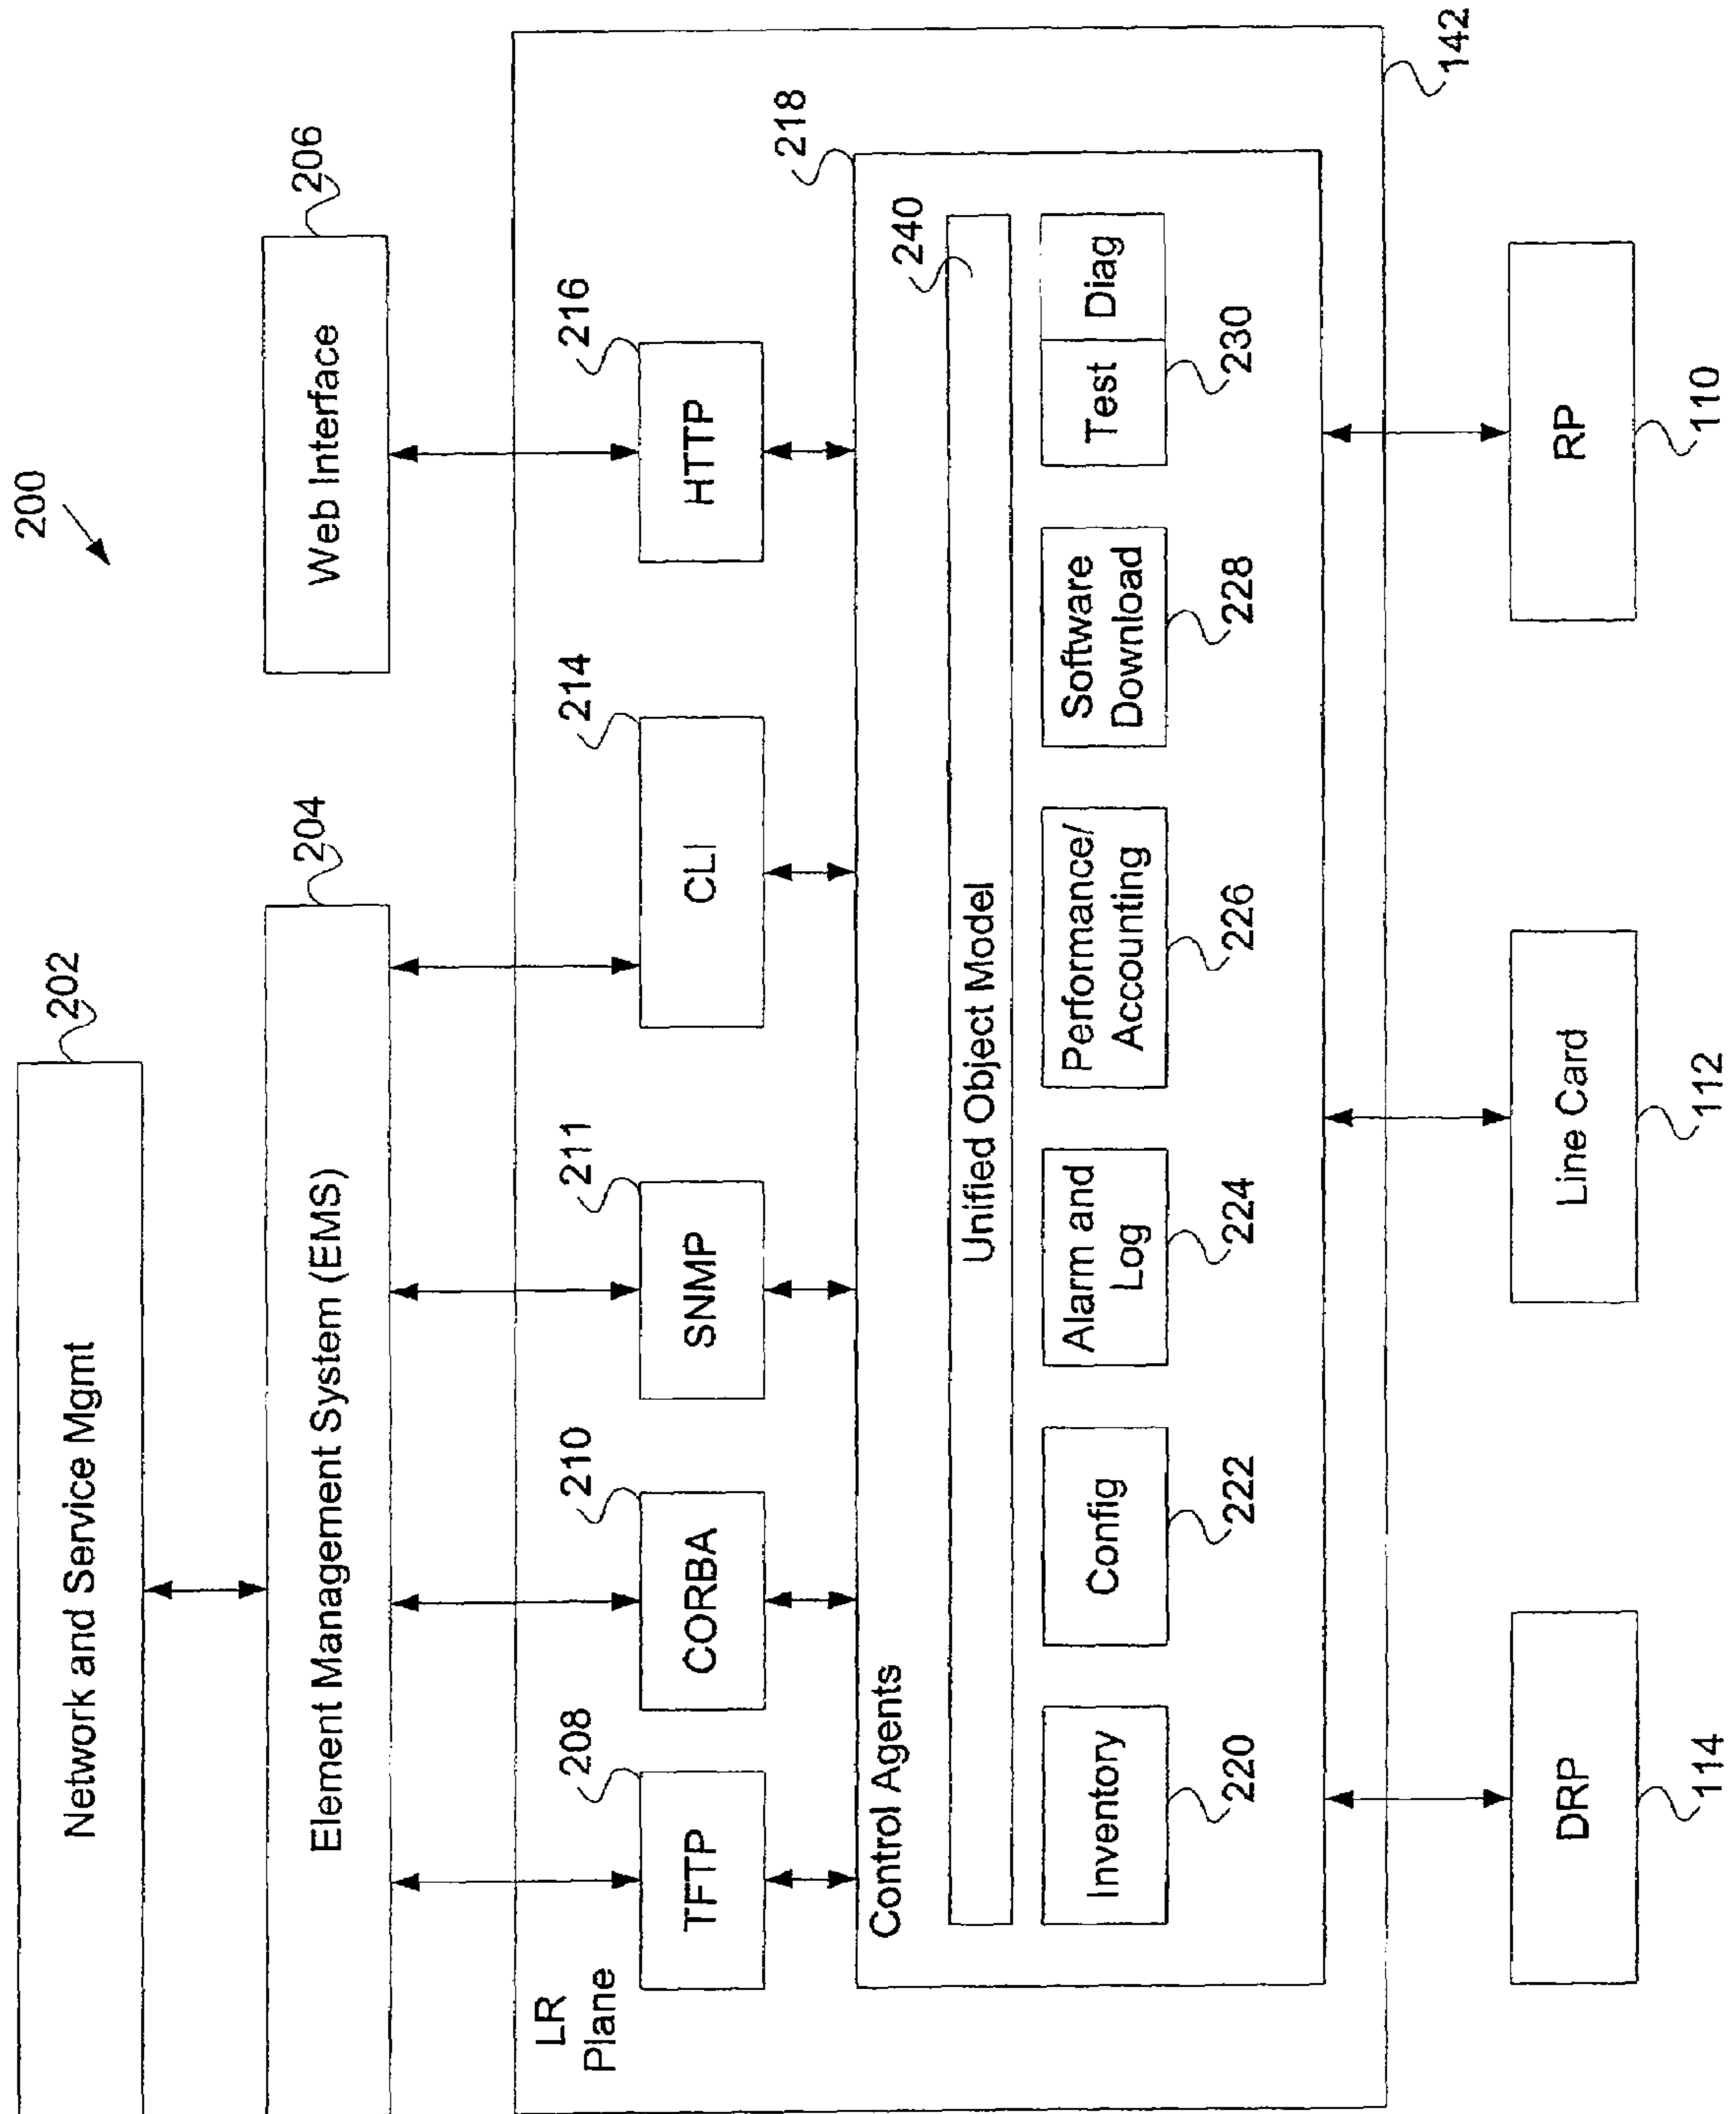 200
Network and Service Mgmt
202
Element Management System (EMS)
204
Web Interface
206
LR
Plane
TFTP
208
CORBA
210
SNMP
211
CLI
214
HTTP
216
Control Agents
218
Unified Object Model
240
Inventory
220
Config
222
Alarm and
Log
224
Performance/
Accounting
226
Software
Download
228
Test
Diag
230
142
DRP
114
Line Card
112
RP
110